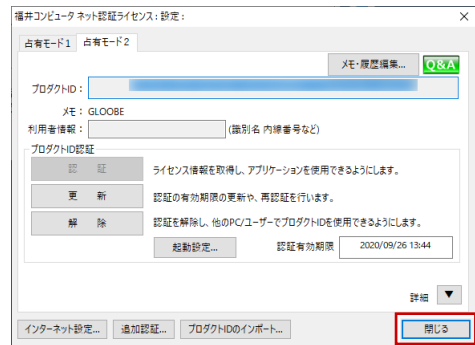 福井コンピュータ ネット認証ライセンス : 設定 :
占有モード1 占有モード2
メモ・履歴編集... Q&A
プロダクトID :
メモ : GLOOBE
利用者情報 : (識別名 内線番号など)
プロダクトID認証
認 証 ライセンス情報を取得し、アプリケーションを使用できるようにします。
更 新 認証の有効期限の更新や、再認証を行います。
解 除 認証を解除し、他のPC/ユーザーでプロダクトIDを使用できるようにします。
起動設定... 認証有効期限 2020/09/26 13:44
詳細 ▼
インターネット設定... 追加認証... プロダクトIDのインポート... 閉じる